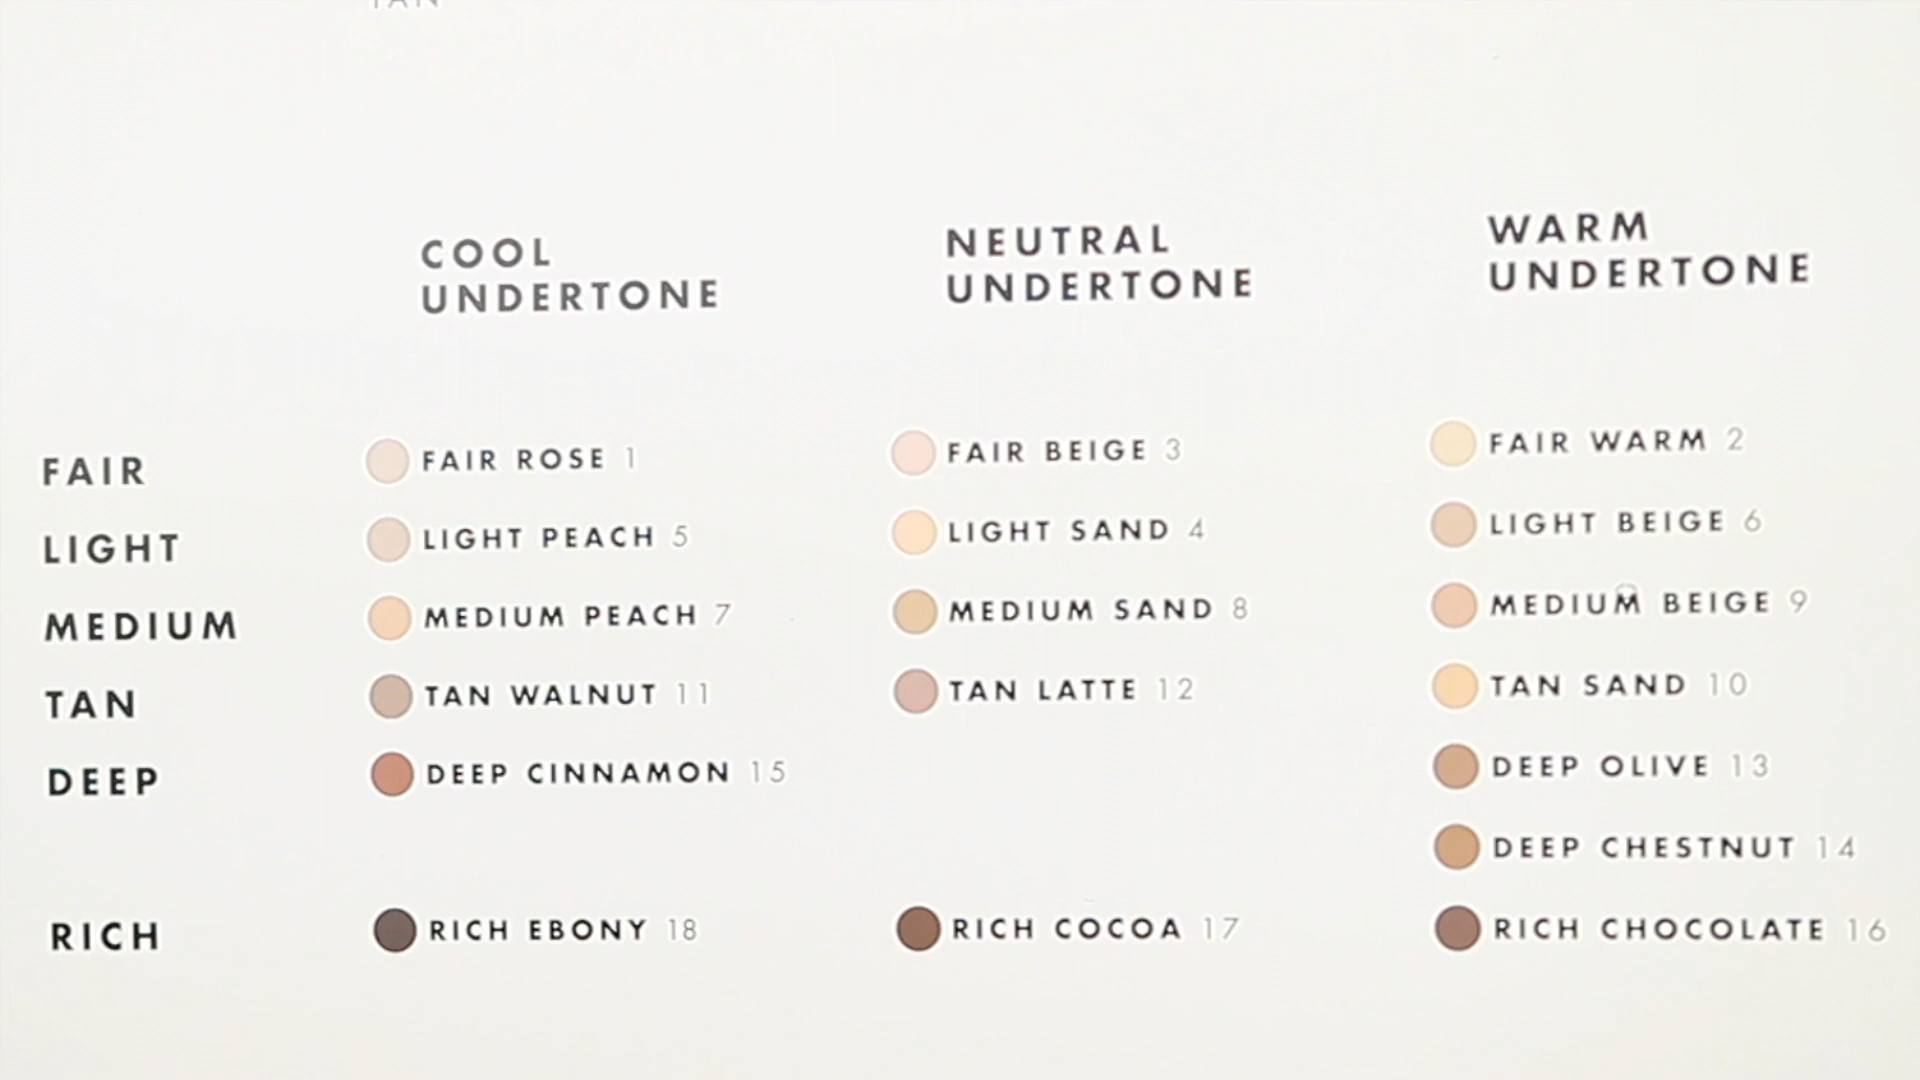 TAN
COOL
UNDERTONE
NEUTRAL
UNDERTONE
WARM
UNDERTONE
FAIR
FAIR ROSE 1
FAIR BEIGE 3
FAIR WARM 2
LIGHT
LIGHT PEACH 5
LIGHT SAND 4
LIGHT BEIGE 6
MEDIUM
MEDIUM PEACH 7
MEDIUM SAND 8
MEDIUM BEIGE 9
TAN
TAN WALNUT 11
TAN LATTE 12
TAN SAND 10
DEEP
DEEP CINNAMON 15
DEEP OLIVE 13
DEEP CHESTNUT 14
RICH
RICH EBONY 18
RICH COCOA 17
RICH CHOCOLATE 16